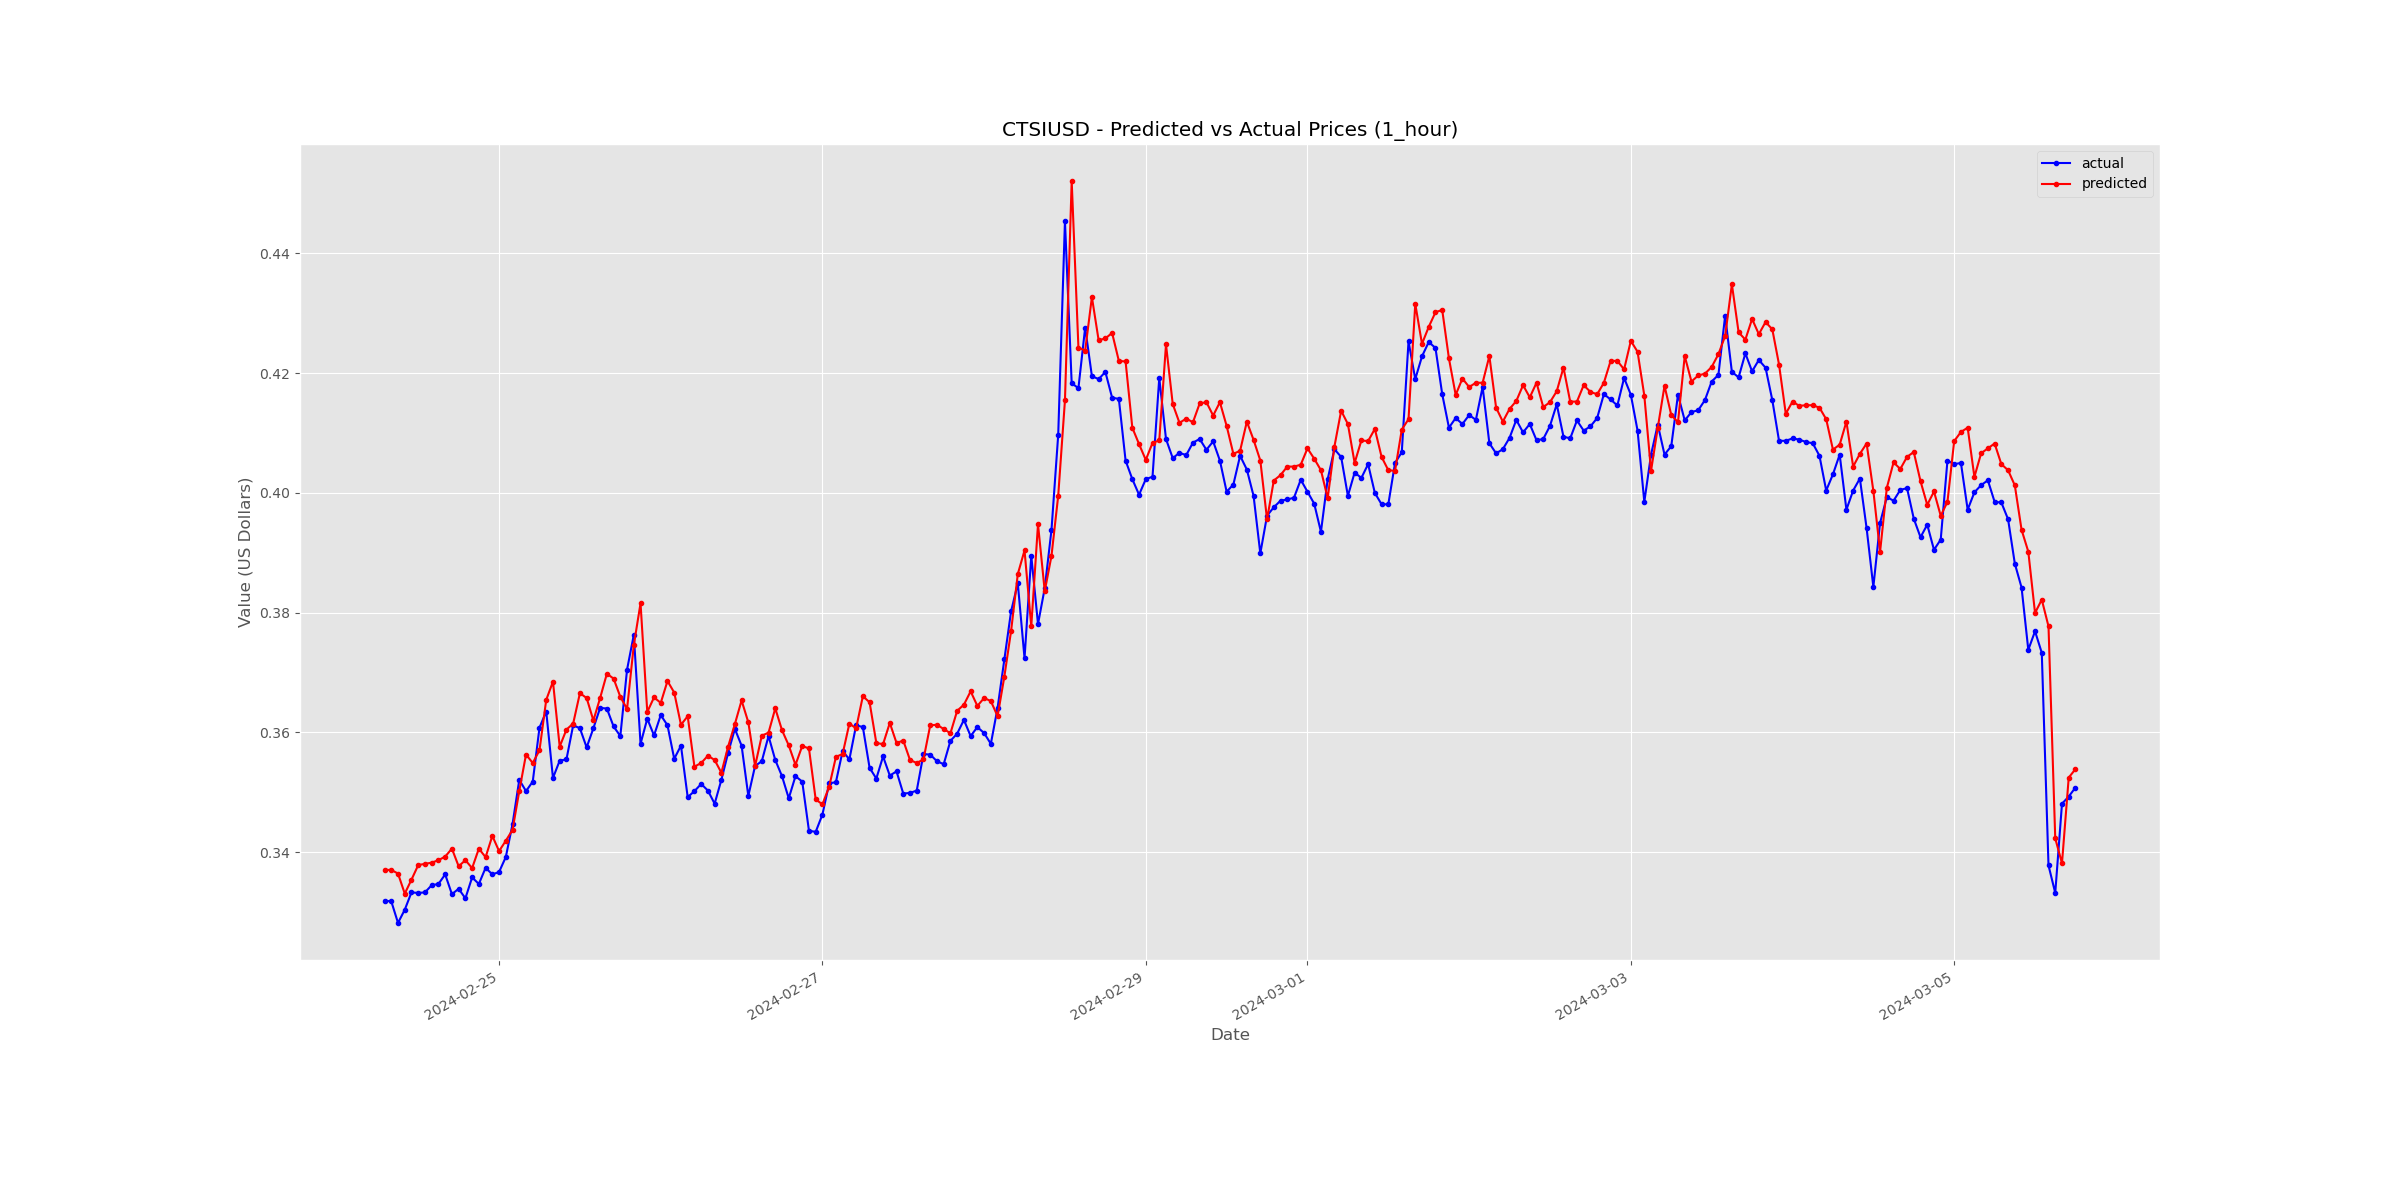 CTSIUSD - Predicted vs Actual Prices (1_hour)
actual
predicted
Value (US Dollars)
0.44
0.42
0.40
0.38
0.36
0.34
2024-02-25
2024-02-27
2024-02-29
2024-03-01
2024-03-03
2024-03-05
Date